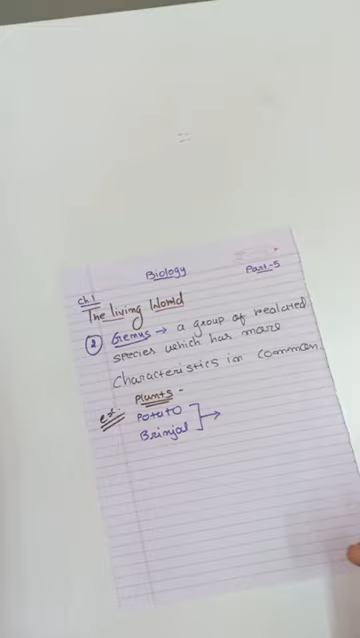 Biology
Part-5
Ch.1
The living World
② Genus → a group of realated
species which has more
characteristics in common
ex:- Plants -
Potato
Brinjal